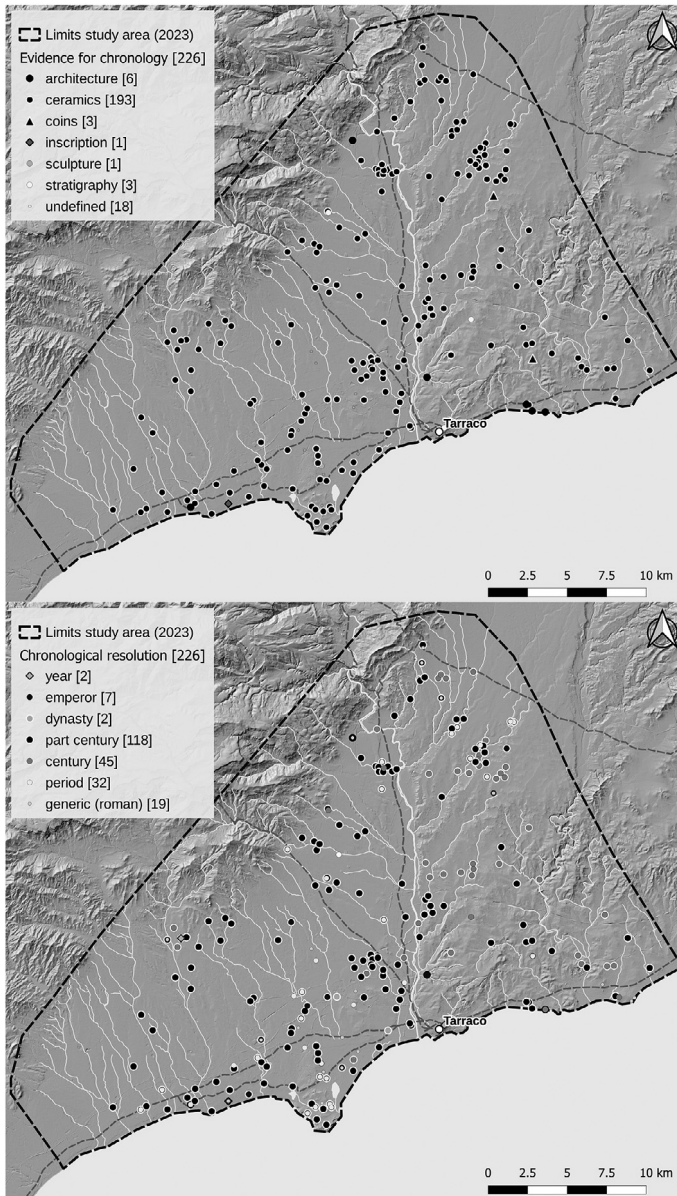 Limits study area (2023)
Evidence for chronology [226]
architecture [6]
ceramics [193]
coins [3]
inscription [1]
sculpture [1]
stratigraphy [3]
undefined [18]
Tarraco
0 2.5 5 7.5 10 km
Limits study area (2023)
Chronological resolution [226]
year [2]
emperor [7]
dynasty [2]
part century [118]
century [45]
period [32]
generic (roman) [19]
Tarraco
0 2.5 5 7.5 10 km